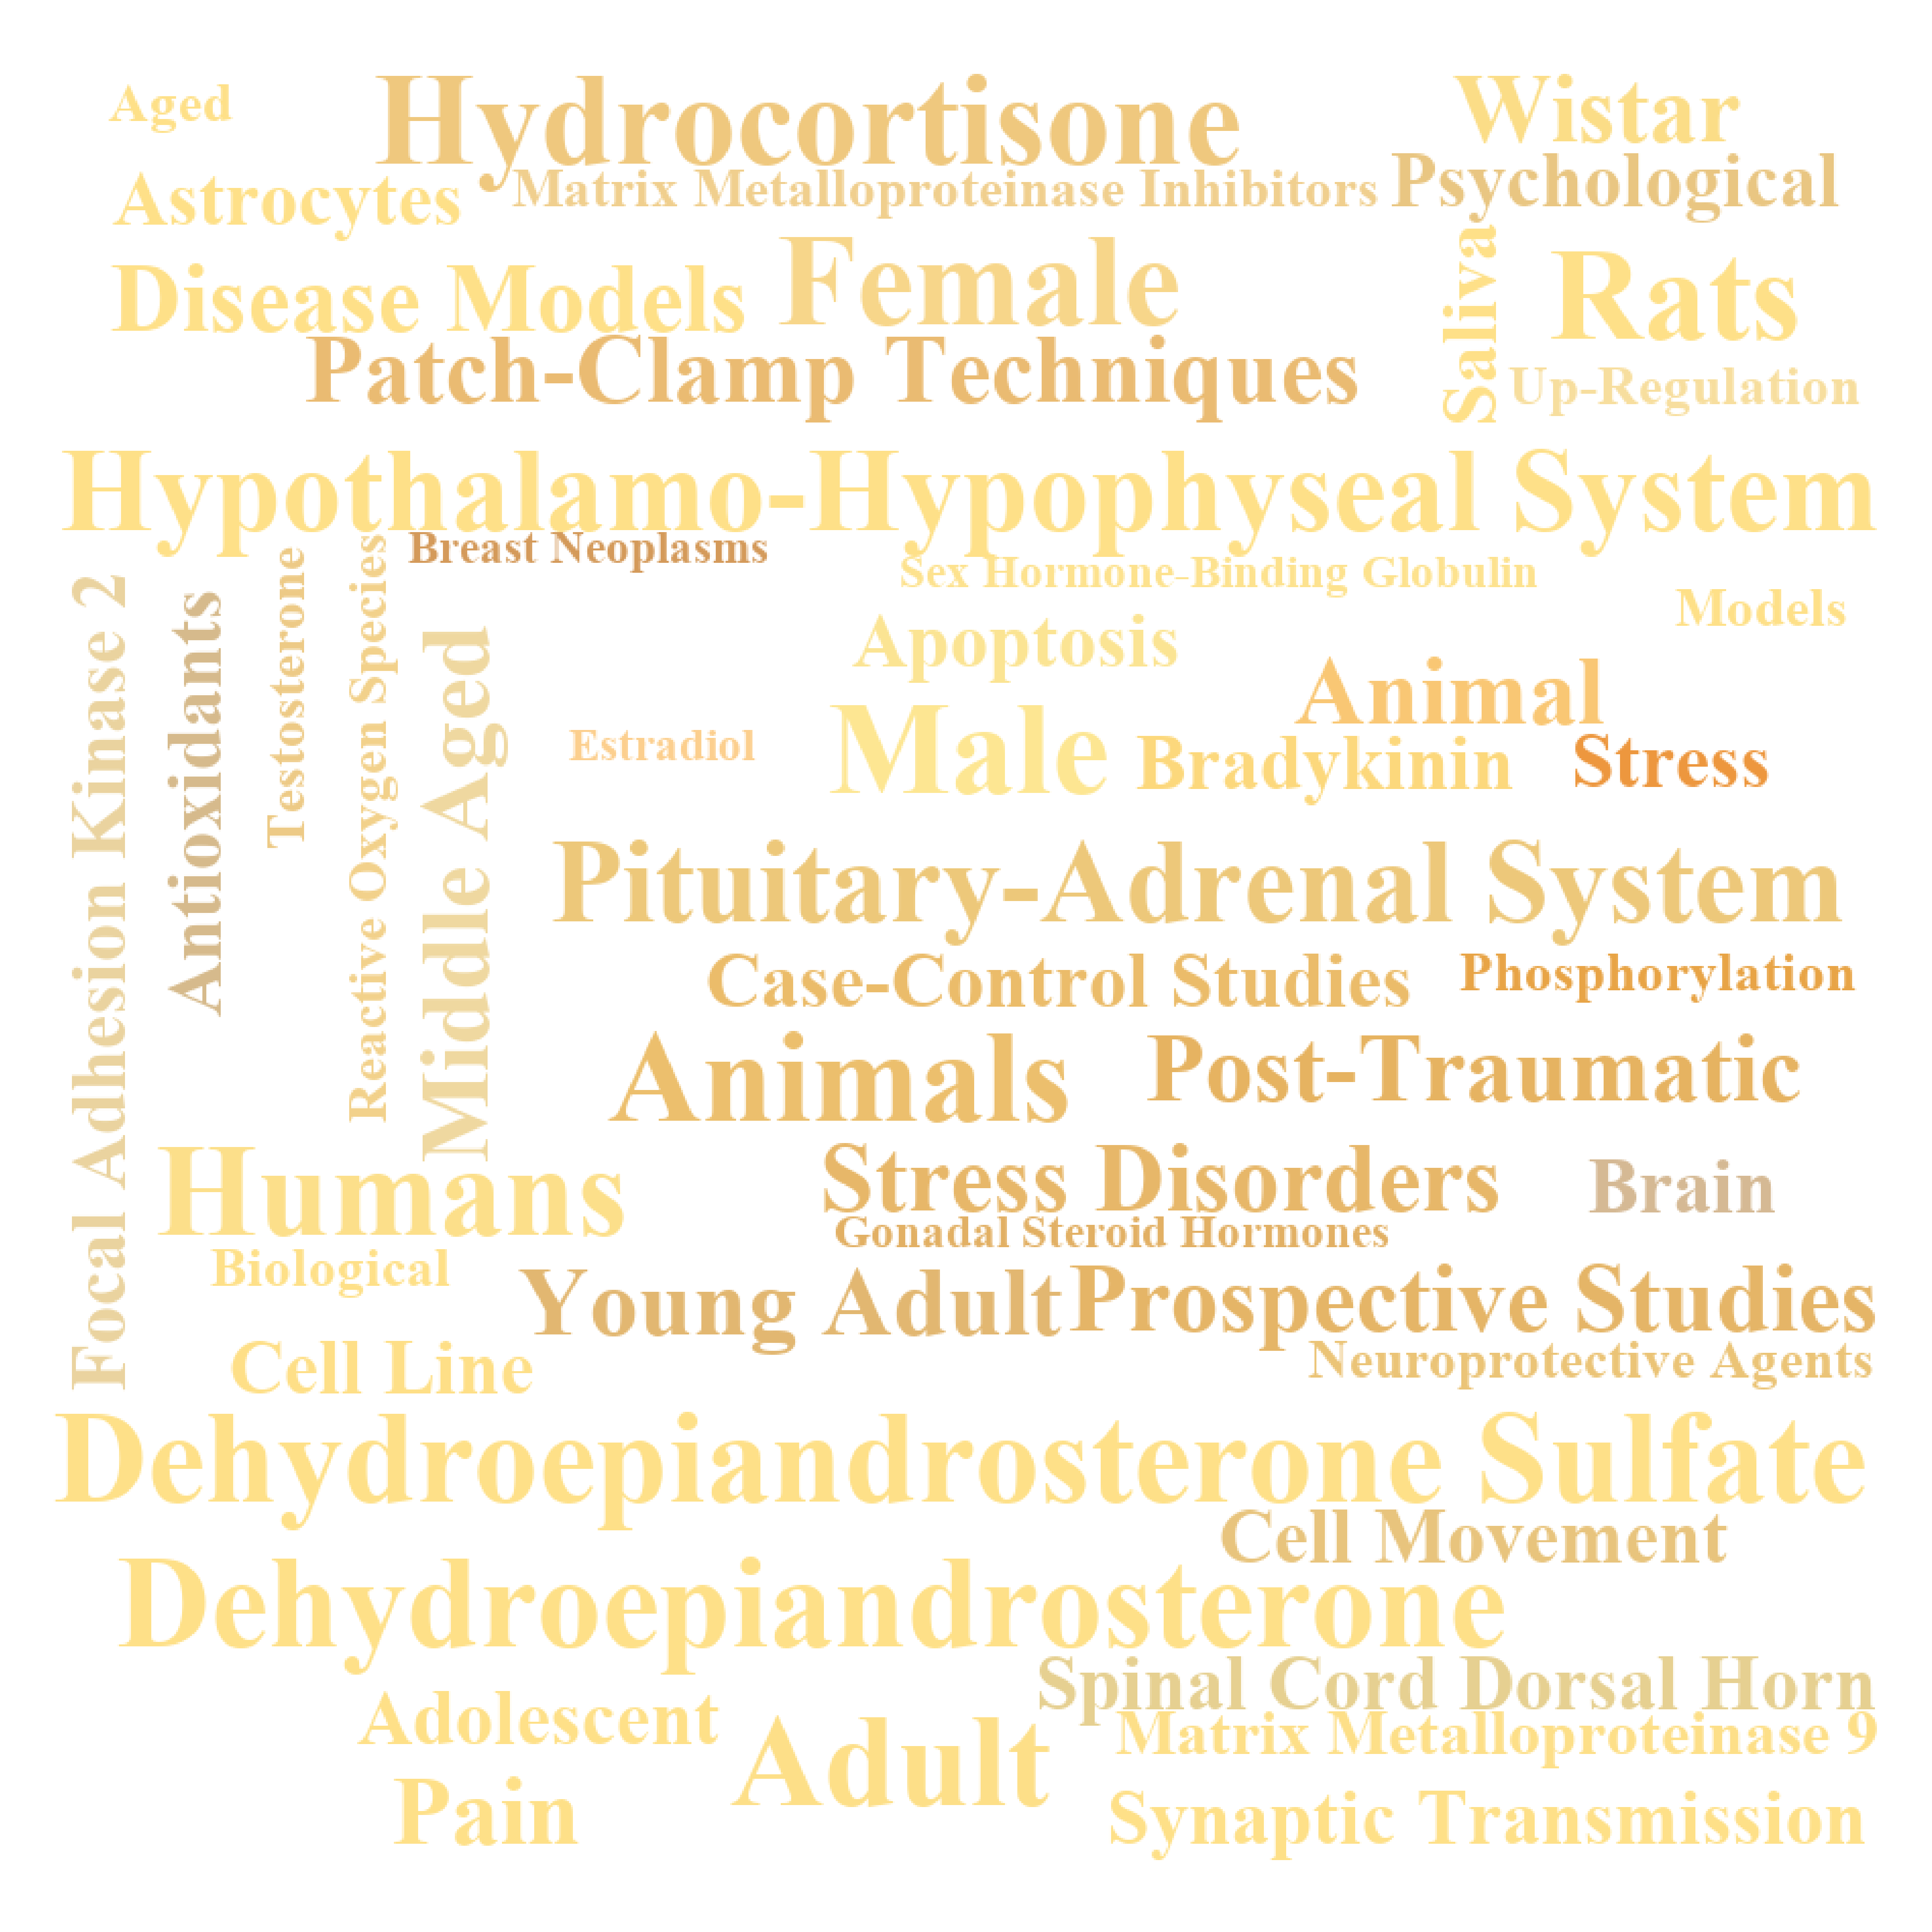 Aged
Hydrocortisone
Wistar
Astrocytes
Matrix Metalloproteinase Inhibitors
Psychological
Disease Models
Female
Saliva
Rats
Patch-Clamp Techniques
Up-Regulation
Hypothalamo-Hypophyseal System
Breast Neoplasms
Sex Hormone-Binding Globulin
Models
Focal Adhesion Kinase 2
Antioxidants
Testosterone
Reactive Oxygen Species
Middle Aged
Apoptosis
Animal
Estradiol
Male
Bradykinin
Stress
Pituitary-Adrenal System
Case-Control Studies
Phosphorylation
Animals
Post-Traumatic
Humans
Stress Disorders
Brain
Gonadal Steroid Hormones
Biological
Young Adult
Prospective Studies
Cell Line
Neuroprotective Agents
Dehydroepiandrosterone Sulfate
Cell Movement
Dehydroepiandrosterone
Spinal Cord Dorsal Horn
Adolescent
Adult
Matrix Metalloproteinase 9
Pain
Synaptic Transmission